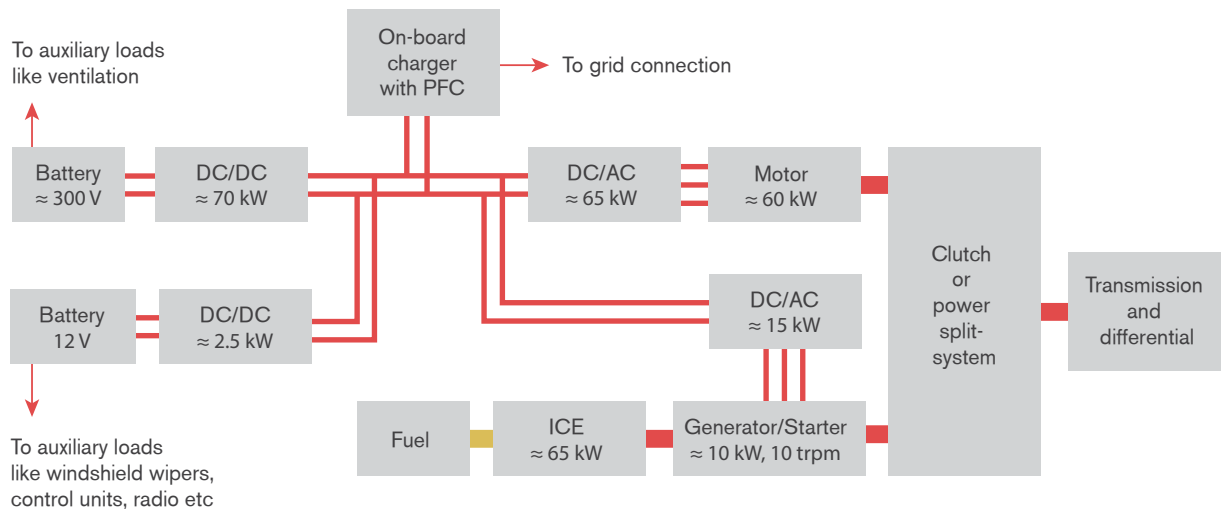 To auxiliary loads
like ventilation
On-board
charger
with PFC
To grid connection
Battery
≈ 300 V
DC/DC
≈ 70 kW
DC/AC
≈ 65 kW
Motor
≈ 60 kW
Battery
12 V
DC/DC
≈ 2.5 kW
DC/AC
≈ 15 kW
Clutch
or
power
split-
system
Transmission
and
differential
Fuel
ICE
≈ 65 kW
Generator/Starter
≈ 10 kW, 10 trpm
To auxiliary loads
like windshield wipers,
control units, radio etc